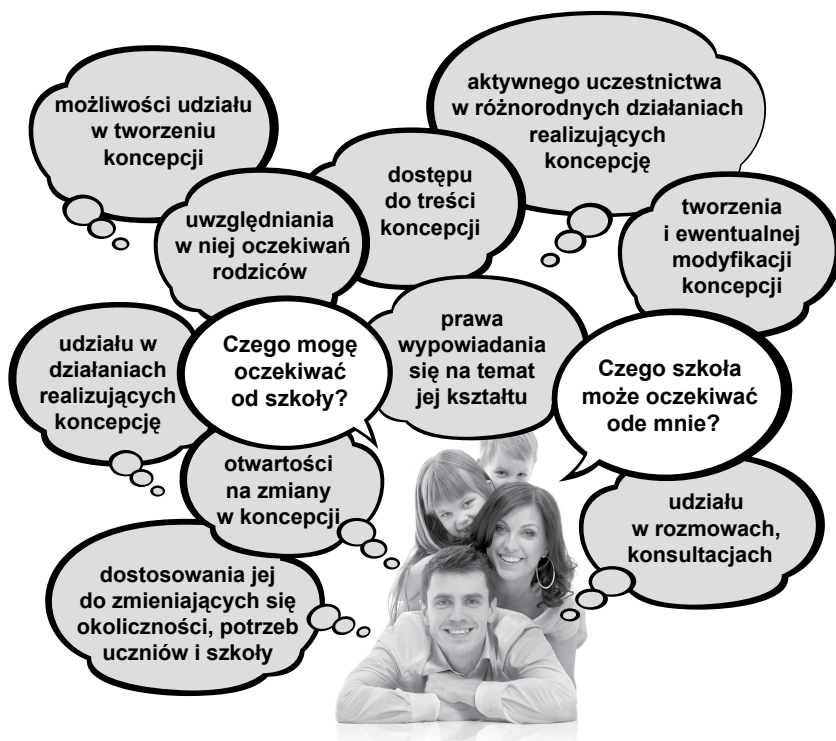 możliwości udziału
w tworzeniu
koncepcji
aktywnego uczestnictwa
w różnorodnych działaniach
realizujących
koncepcję
dostępu
do treści
koncepcji
uwzględniania
w niej oczekiwań
rodziców
tworzenia
i ewentualnej
modyfikacji
koncepcji
udziału w
działaniach
realizujących
koncepcję
Czego mogę
oczekiwać
od szkoły?
prawa
wypowiadania
się na temat
jej kształtu
Czego szkoła
może oczekiwać
ode mnie?
otwartości
na zmiany
w koncepcji
udziału
w rozmowach,
konsultacjach
dostosowania jej
do zmieniających się
okoliczności, potrzeb
uczniów i szkoły